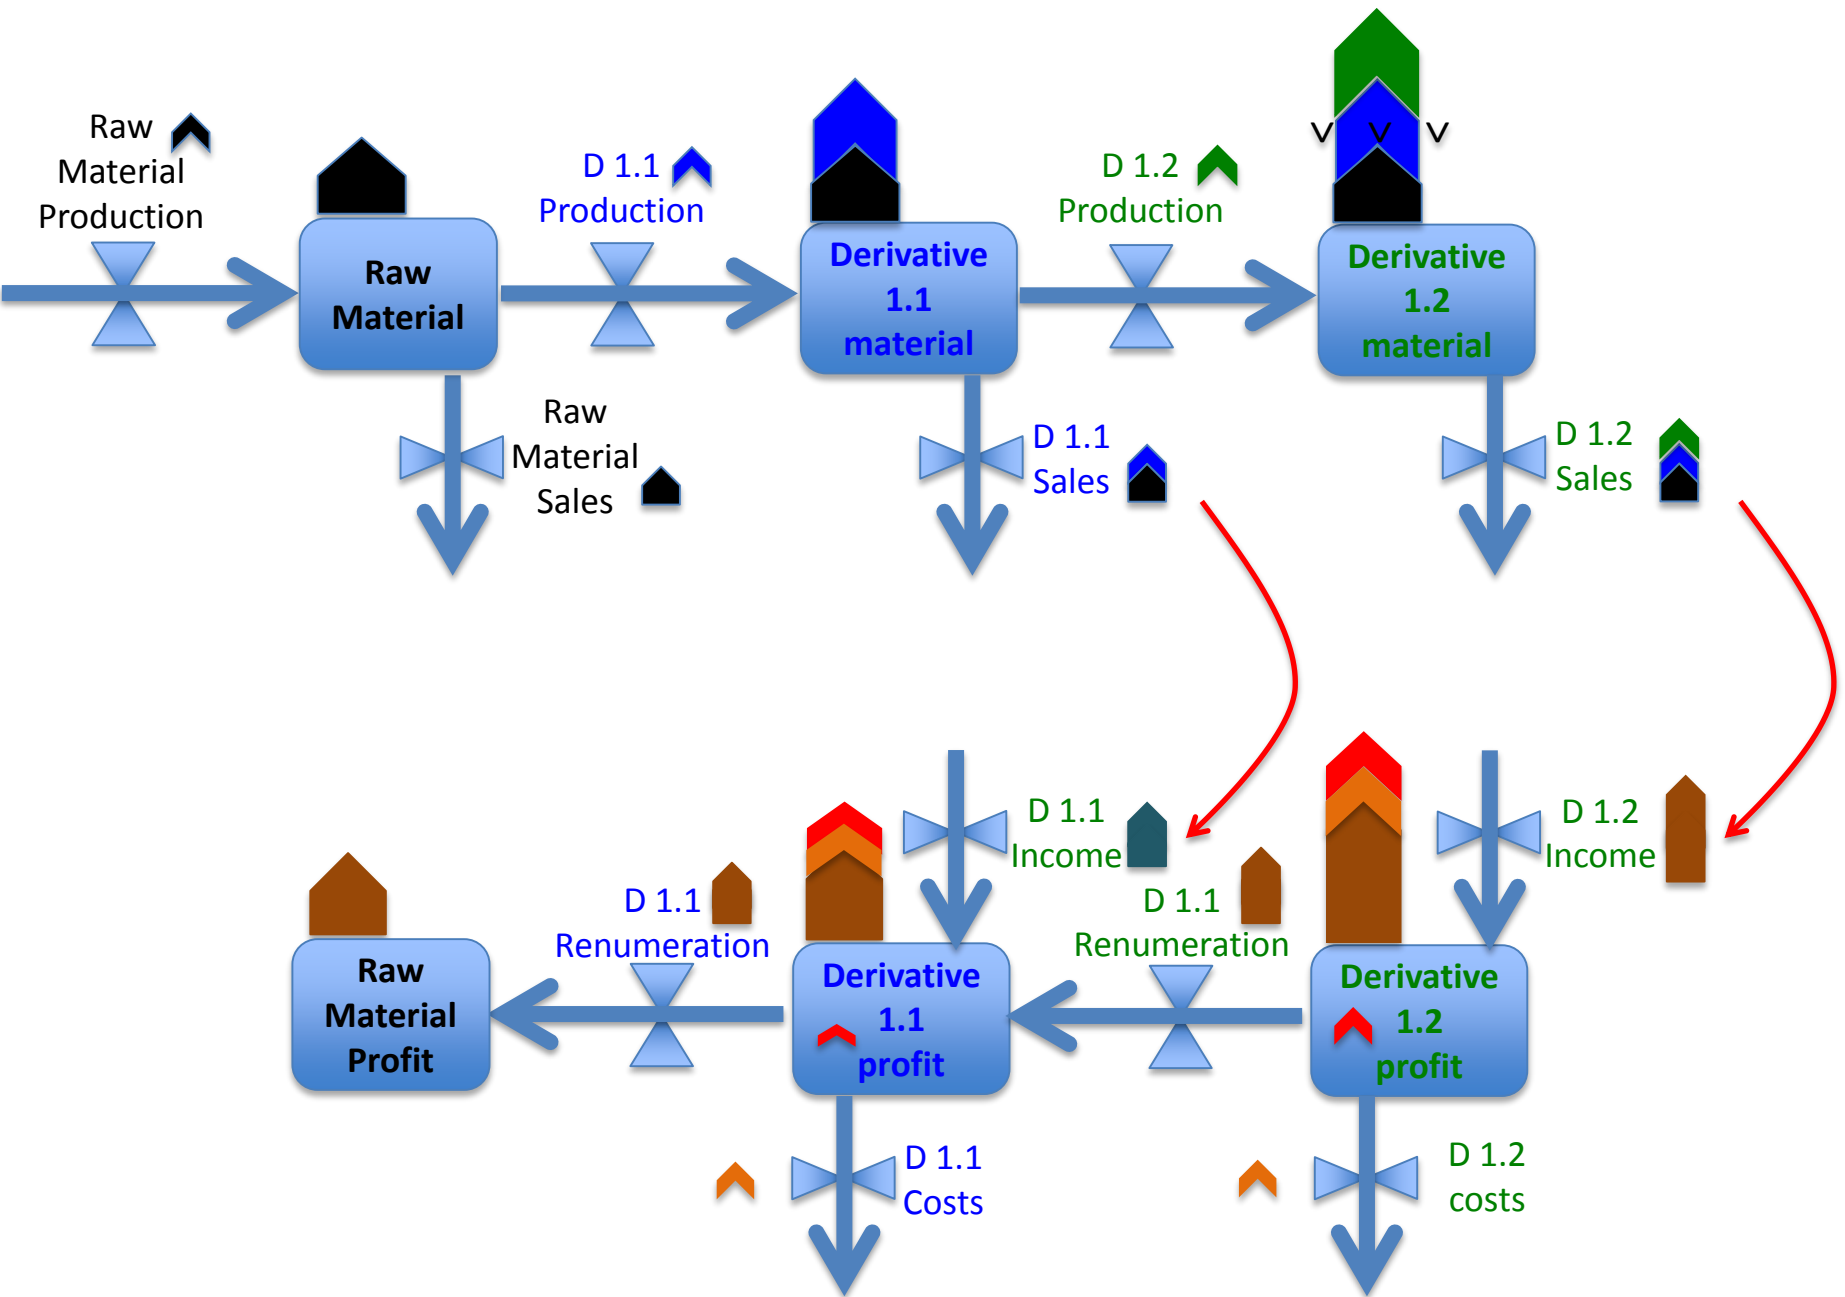 Raw
Material
Production
Raw
Material
D 1.1
Production
Derivative
1.1
material
D 1.2
Production
V V V
Derivative
1.2
material
Raw
Material
Sales
D 1.1
Sales
D 1.2
Sales
Raw
Material
Profit
D 1.1
Renumeration
Derivative
1.1
profit
D 1.1
Income
D 1.1
Renumeration
Derivative
1.2
profit
D 1.2
Income
D 1.1
Costs
D 1.2
costs